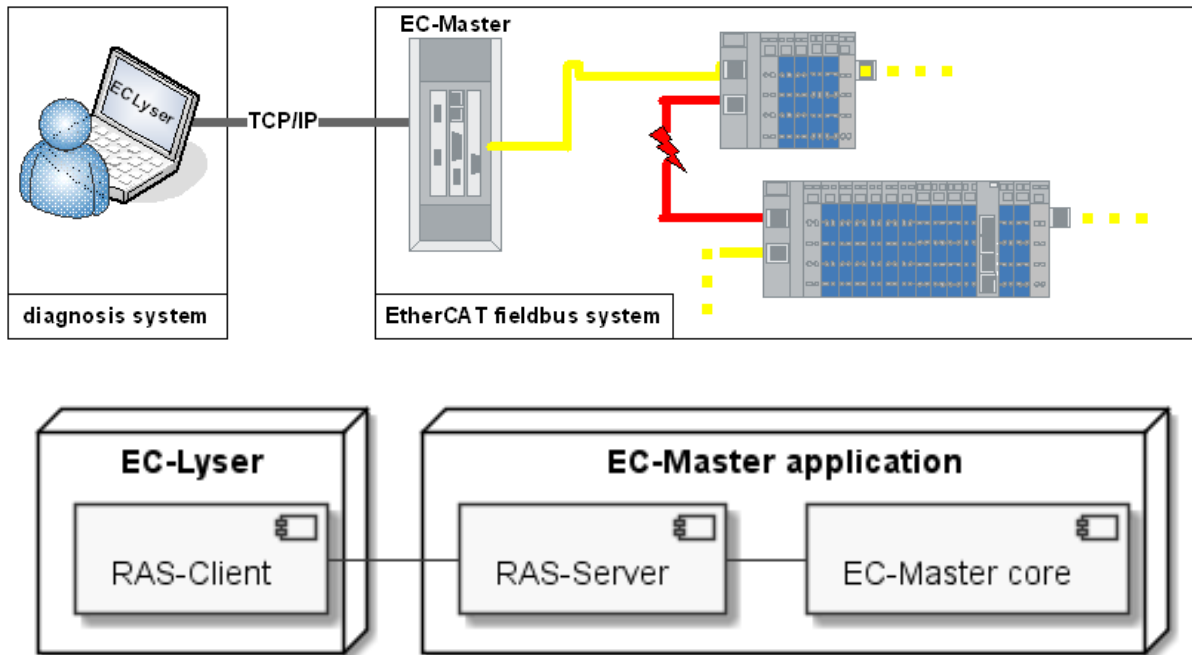 EC-Master
ECLyser
TCP/IP
diagnosis system
EtherCAT fieldbus system
EC-Lyser
EC-Master application
RAS-Client
RAS-Server
EC-Master core